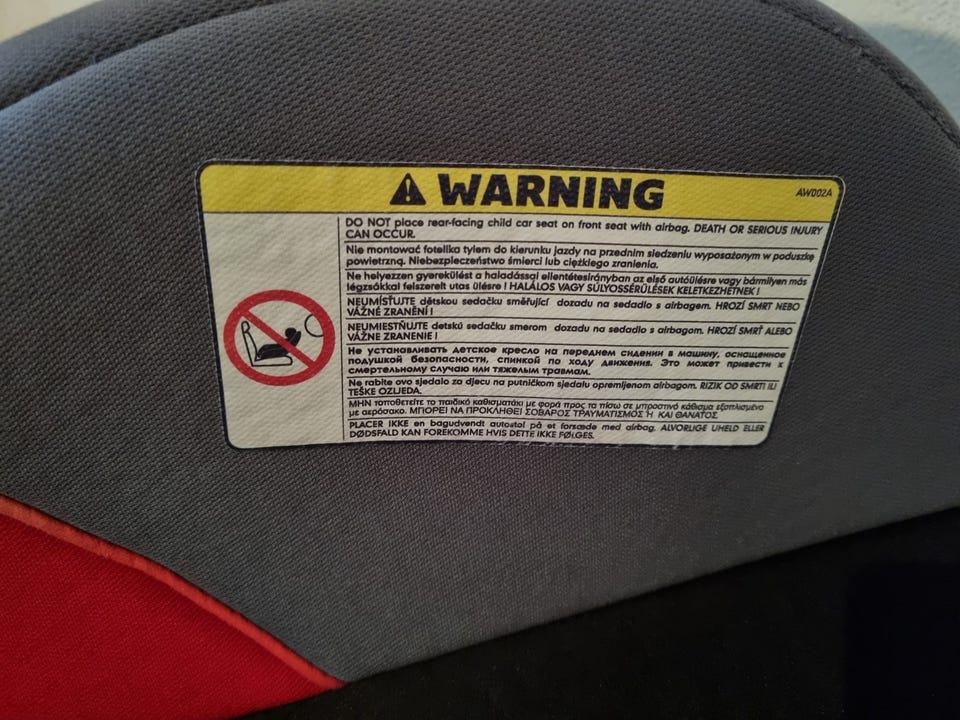 WARNING
AW002A
DO NOT place rear-facing child car seat on front seat with airbag. DEATH OR SERIOUS INJURY
CAN OCCUR.
Nie montować fotelika tyłem do kierunku jazdy na przednim siedzeniu wyposażonym w poduszkę
powietrzną. Niebezpieczeństwo śmierci lub ciężkiego zranienia.
Ne helyezzen gyerekülést a haladással ellentétesirányban az első autóülésre vagy bármilyen más
légzsákkal felszerelt utas ülésre ! HALÁLOS VAGY SÚLYOSSÉRÜLÉSEK KELETKEZHETNEK !
NEUMÍSŤUJTE dětskou sedačku směřující dozadu na sedadlo s airbagem. HROZÍ SMRT NEBO
VÁŽNÉ ZRANĚNÍ !
NEUMIESTŇUJTE detskú sedačku smerom dozadu na sedadlo s airbagom. HROZÍ SMRŤ ALEBO
VÁŽNE ZRANENIE !
Не устанавливать детское кресло на переднем сидении в машину, оснащенное
подушкой безопасности, спинкой по ходу движения. Это может привести к
смертельному случаю или тяжелым травмам.
Ne rabite ovo sjedalo za djecu na putničkom sjedalu opremljenom airbagom. RIZIK OD SMRTI ILI
TEŠKE OZLJEDA.
ΜΗΝ τοποθετείτε το παιδικό καθισματάκι με φορά προς τα πίσω σε μπροστινό κάθισμα εξοπλισμένο
με αερόσακο. ΜΠΟΡΕΙ ΝΑ ΠΡΟΚΛΗΘΕΙ ΣΟΒΑΡΟΣ ΤΡΑΥΜΑΤΙΣΜΟΣ Ή ΚΑΙ ΘΑΝΑΤΟΣ.
PLACER IKKE en bagudvendt autostol på et forsæde med airbag. ALVORLIGE UHELD ELLER
DØDSFALD KAN FOREKOMME HVIS DETTE IKKE FØLGES.